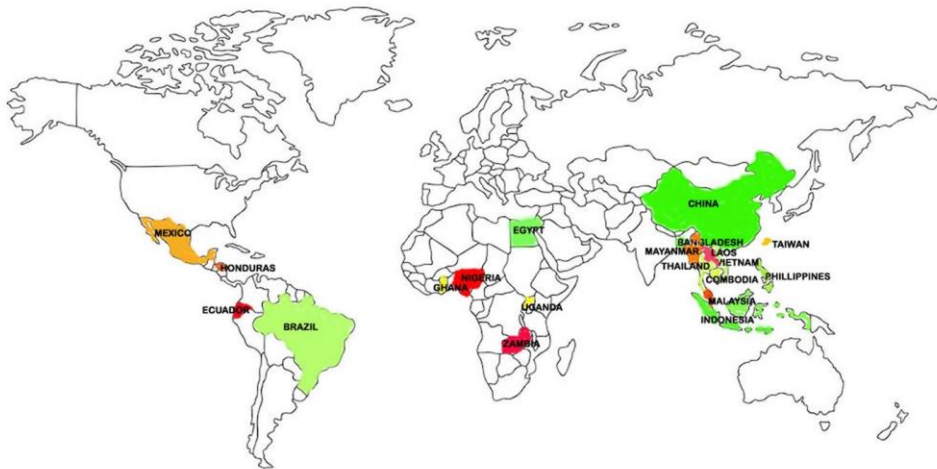 CHINA
MEXICO
EGYPT
BANGLADESH
TAIWAN
MAYANMAR
LAOS
THAILAND
VIETNAM
HONDURAS
NIGERIA
COMBODIA
PHILLIPPINES
GHANA
ECUADOR
UGANDA
MALAYSIA
BRAZIL
INDONESIA
ZAMBIA